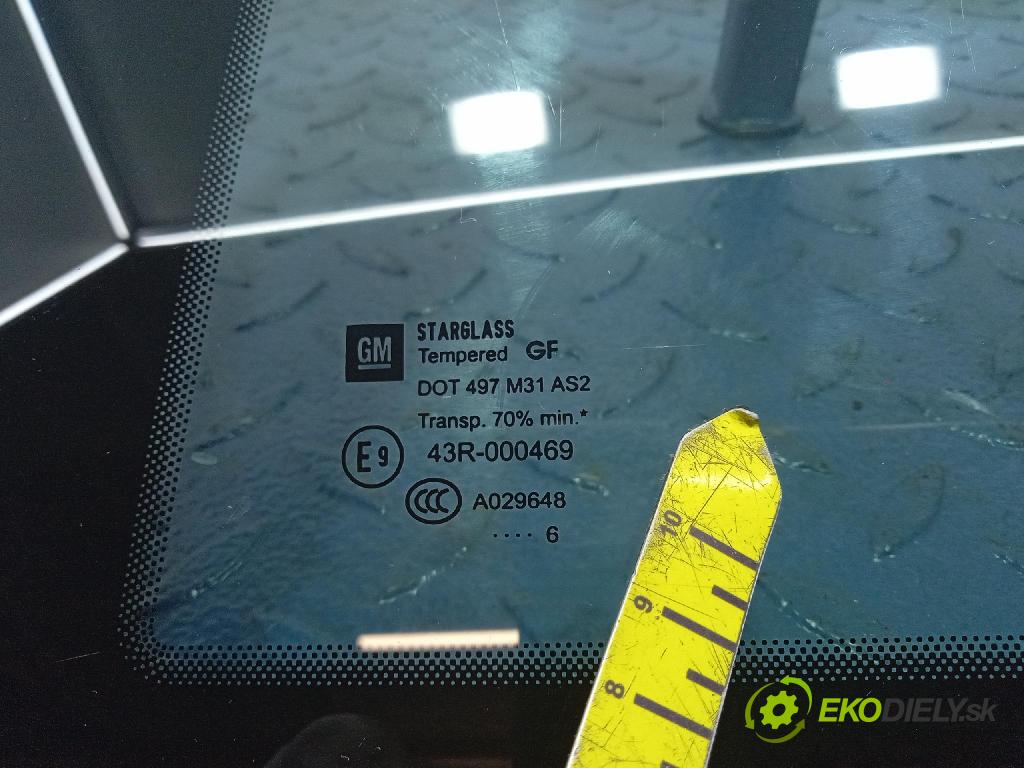 GM
STARGLASS
Tempered GF
DOT 497 M31 AS2
Transp. 70% min.*
E9 43R-000469
CCC A029648
.... 6
10
9
8
EKODIELY.sk